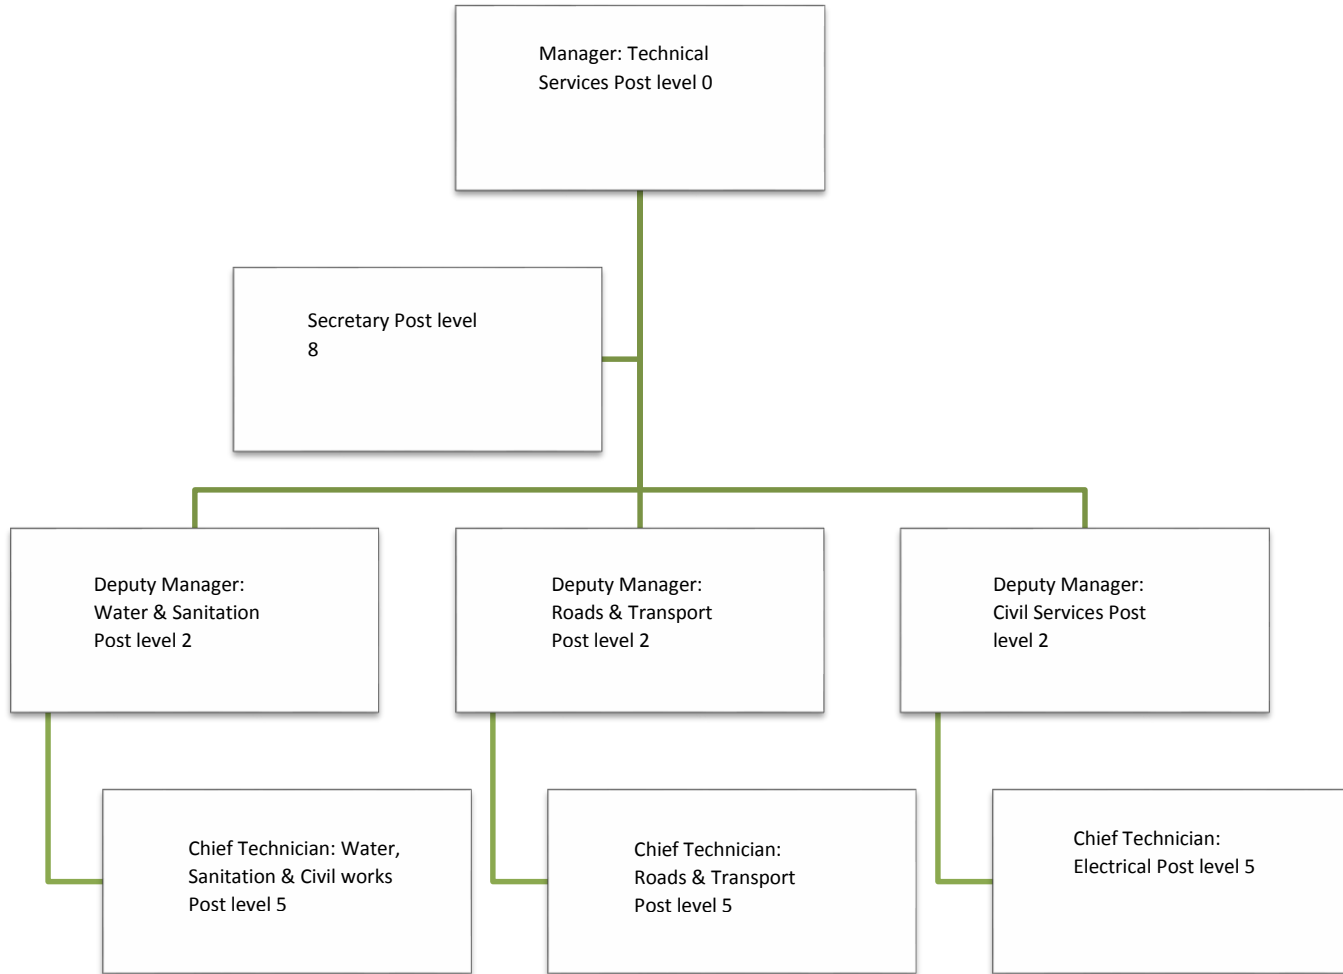 Manager: Technical
Services Post level 0
Secretary Post level
8
Deputy Manager:
Water & Sanitation
Post level 2
Deputy Manager:
Roads & Transport
Post level 2
Deputy Manager:
Civil Services Post
level 2
Chief Technician: Water,
Sanitation & Civil works
Post level 5
Chief Technician:
Roads & Transport
Post level 5
Chief Technician:
Electrical Post level 5